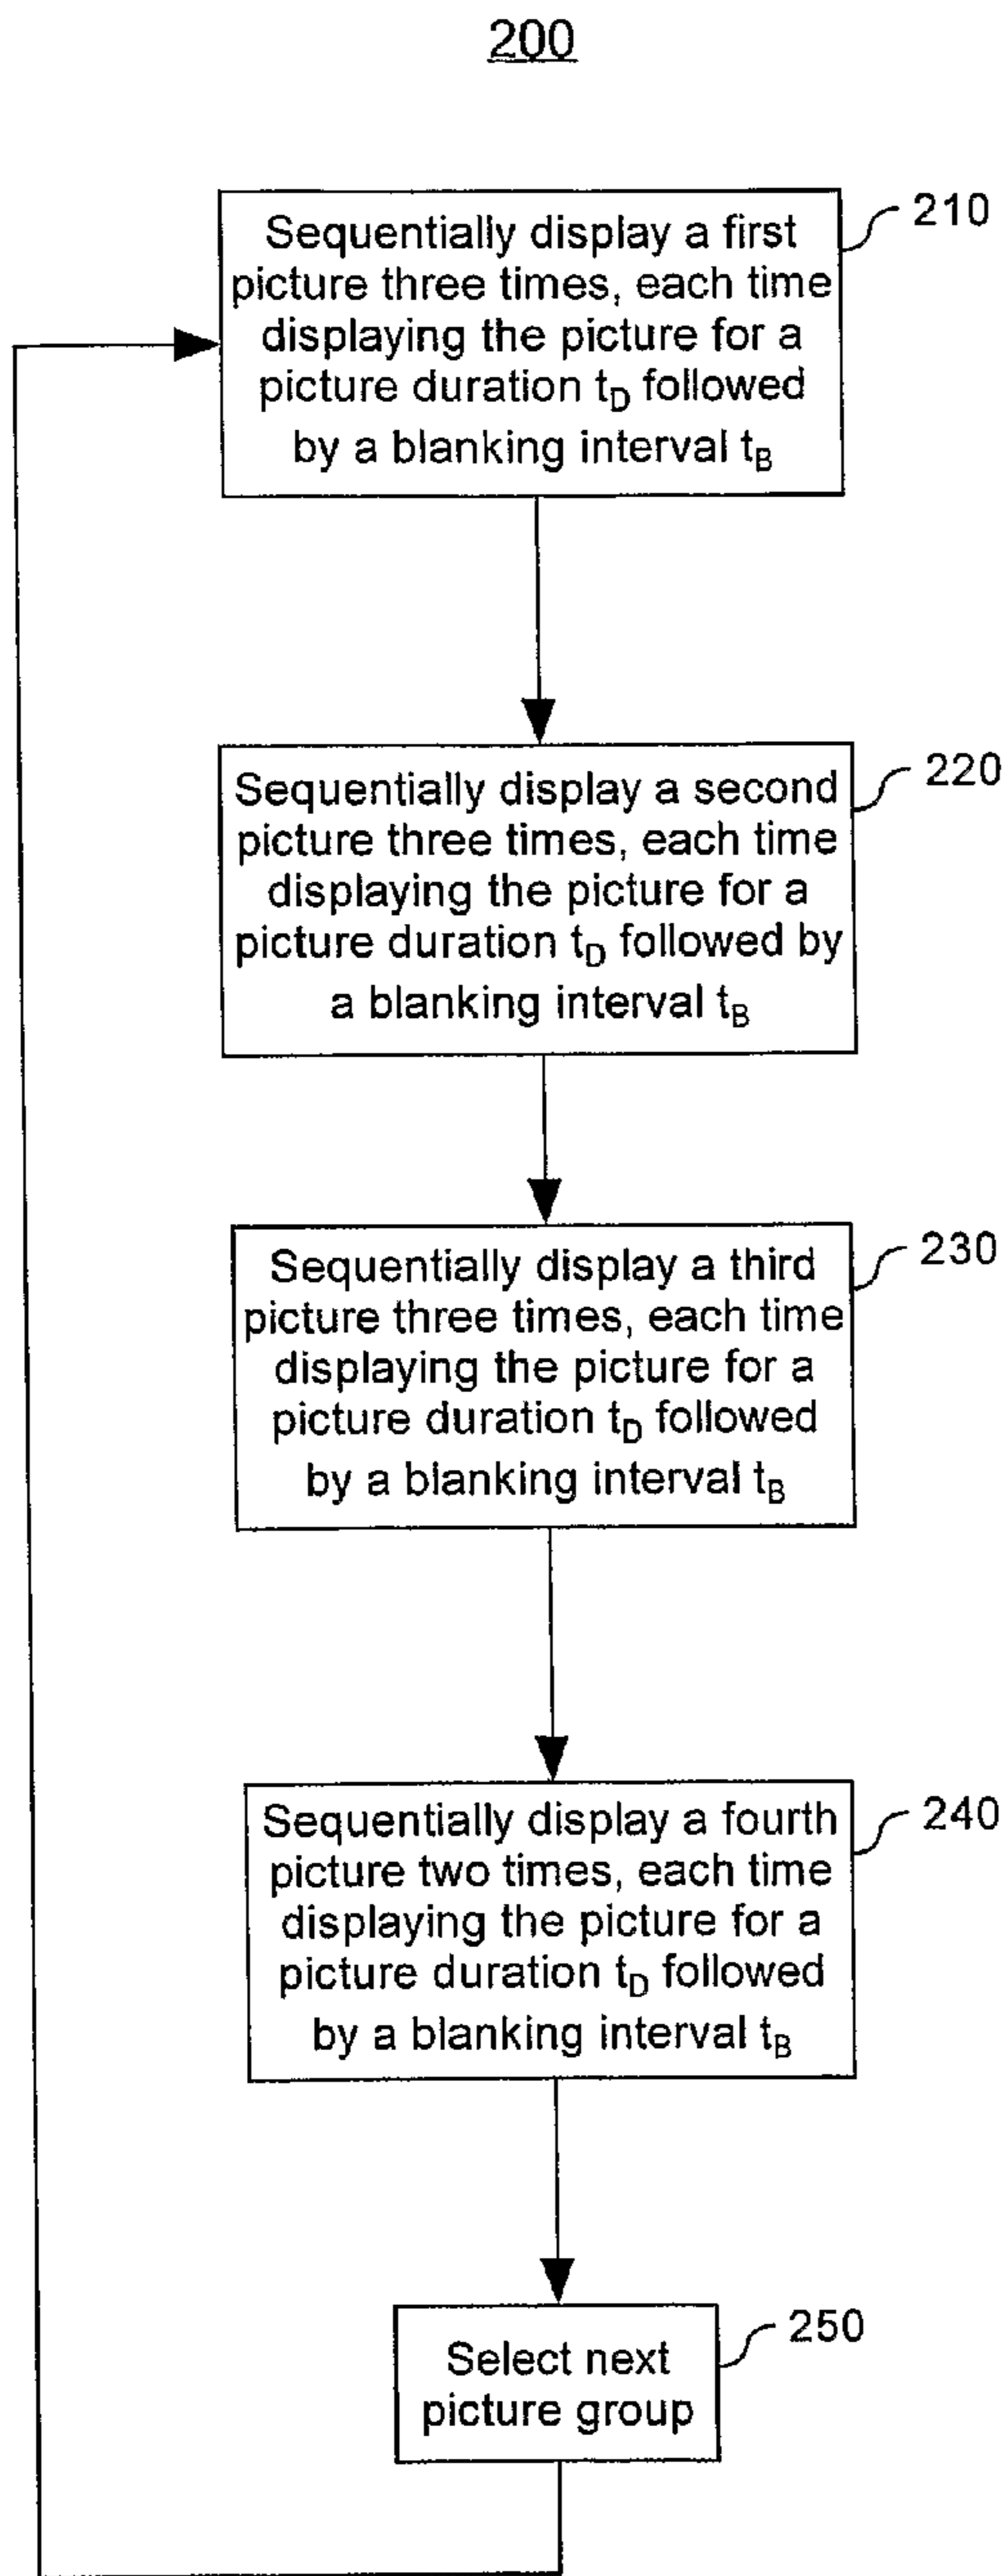 200
210
Sequentially display a first
picture three times, each time
displaying the picture for a
picture duration tD followed
by a blanking interval tB
220
Sequentially display a second
picture three times, each time
displaying the picture for a
picture duration tD followed by
a blanking interval tB
230
Sequentially display a third
picture three times, each time
displaying the picture for a
picture duration tD followed
by a blanking interval tB
240
Sequentially display a fourth
picture two times, each time
displaying the picture for a
picture duration tD followed
by a blanking interval tB
250
Select next
picture group